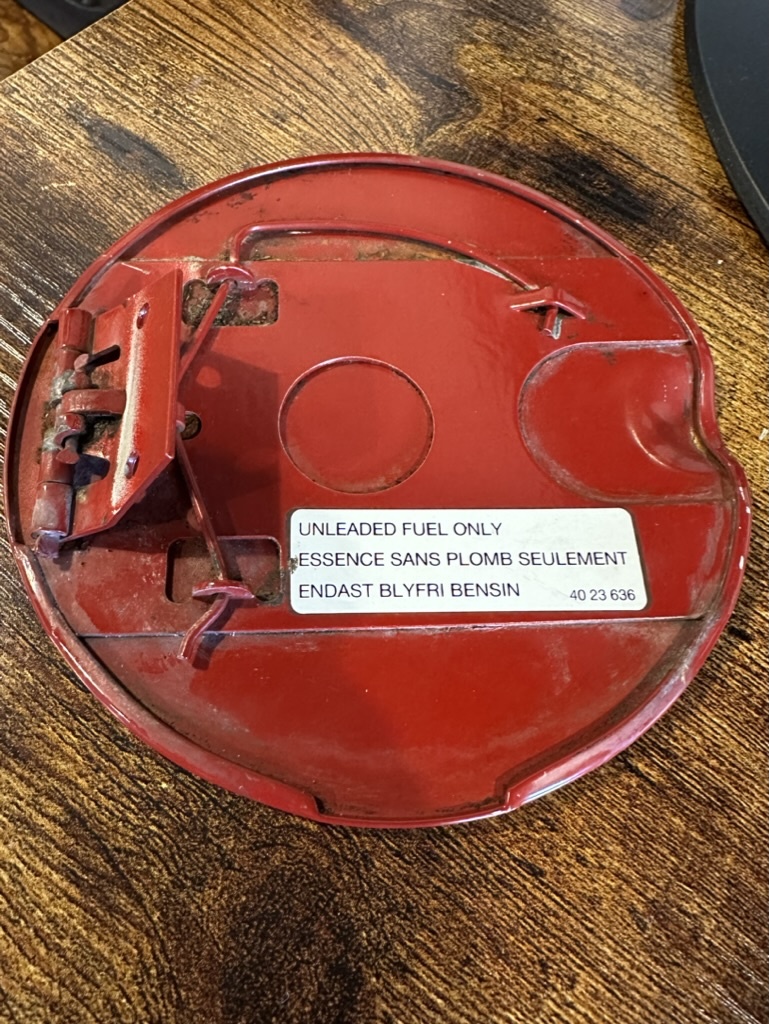 UNLEADED FUEL ONLY
ESSENCE SANS PLOMB SEULEMENT
ENDAST BLYFRI BENSIN 40 23 636